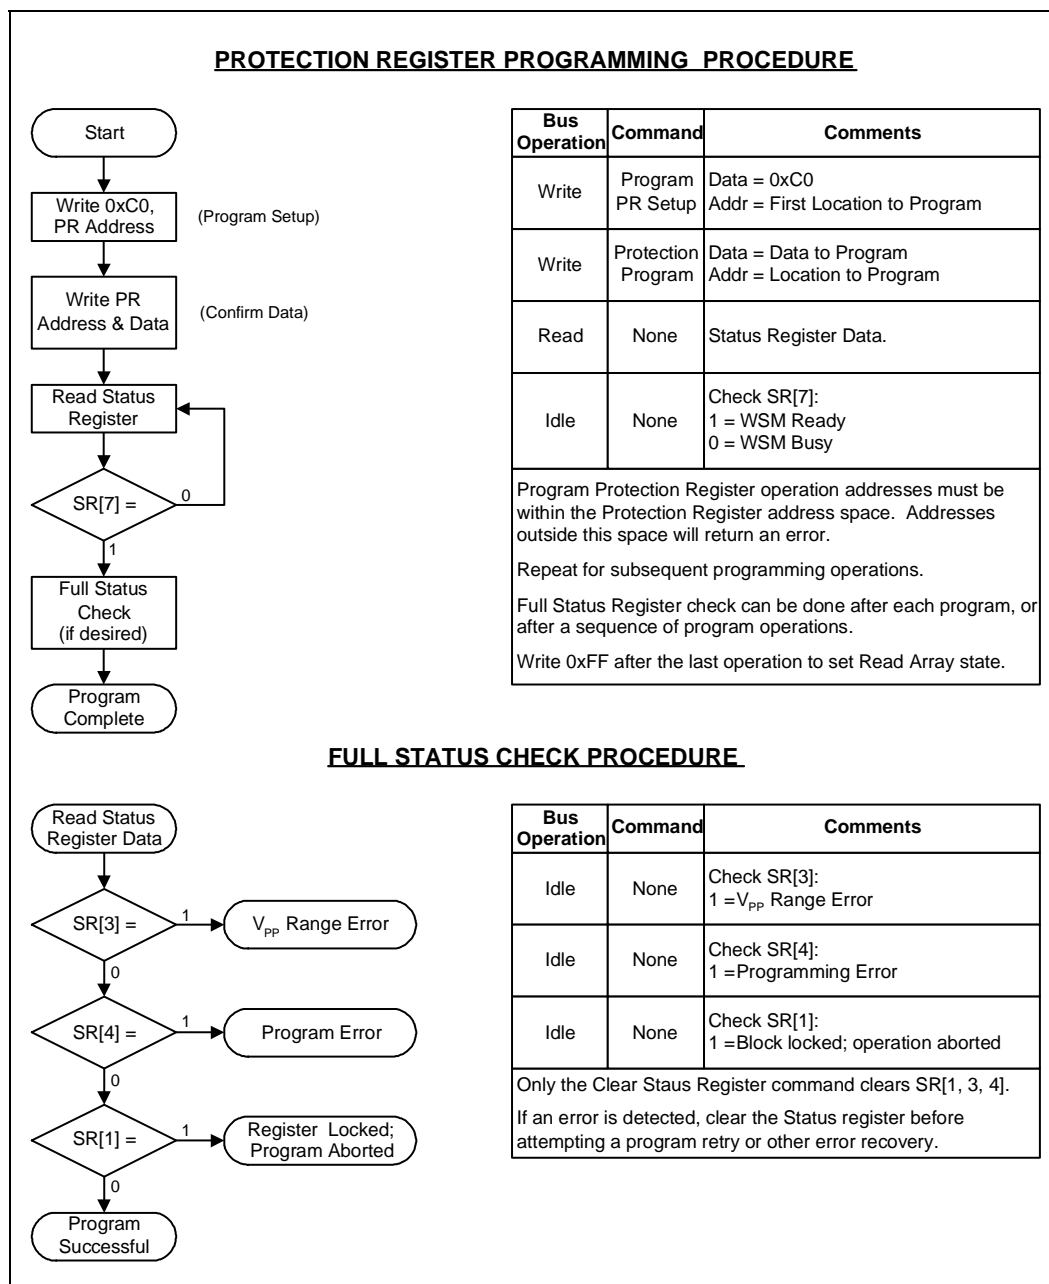 PROTECTION REGISTER PROGRAMMING PROCEDURE
Start
Write 0xC0,
PR Address
(Program Setup)
Write PR
Address & Data
(Confirm Data)
Read Status
Register
SR[7] =
0
1
Full Status
Check
(if desired)
Program
Complete
Bus
Operation
Command
Comments
Write
Program
PR Setup
Data = 0xC0
Addr = First Location to Program
Write
Protection
Program
Data = Data to Program
Addr = Location to Program
Read
None
Status Register Data.
Idle
None
Check SR[7]:
1 = WSM Ready
0 = WSM Busy
Program Protection Register operation addresses must be
within the Protection Register address space. Addresses
outside this space will return an error.
Repeat for subsequent programming operations.
Full Status Register check can be done after each program, or
after a sequence of program operations.
Write 0xFF after the last operation to set Read Array state.
FULL STATUS CHECK PROCEDURE
Read Status
Register Data
SR[3] =
1
VPP Range Error
0
SR[4] =
1
Program Error
0
SR[1] =
1
Register Locked;
Program Aborted
0
Program
Successful
Bus
Operation
Command
Comments
Idle
None
Check SR[3]:
1 =VPP Range Error
Idle
None
Check SR[4]:
1 =Programming Error
Idle
None
Check SR[1]:
1 =Block locked; operation aborted
Only the Clear Staus Register command clears SR[1, 3, 4].
If an error is detected, clear the Status register before
attempting a program retry or other error recovery.